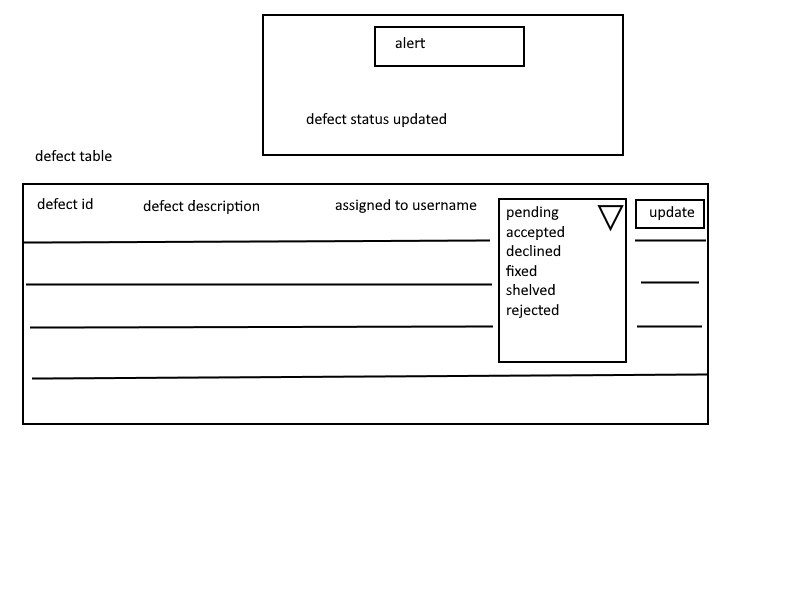 alert
defect status updated
defect table
defect id defect description assigned to username
pending
update
accepted
declined
fixed
shelved
rejected